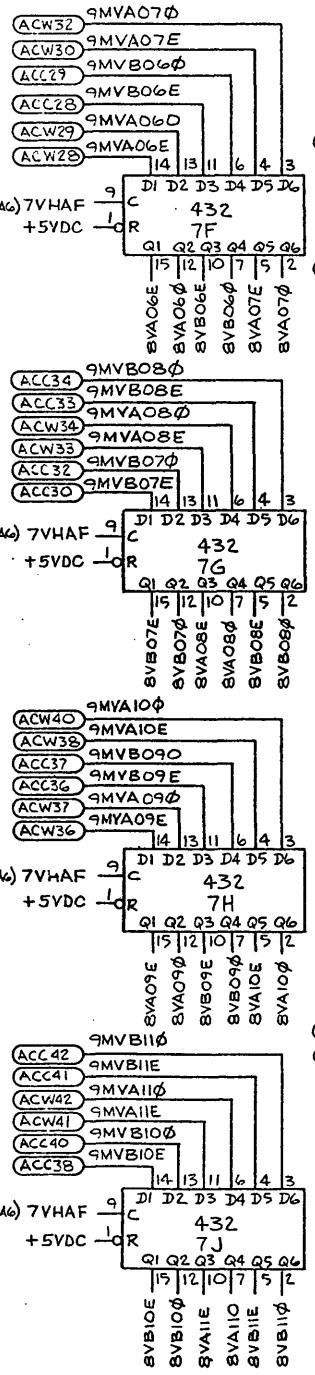 ACW32 9MVA07Ø
ACW30 9MVA07E
ACC29 9MVB06Ø
ACC28 9MVB06E
ACW29 9MVA06O
ACW28 9MVA06E
14 13 11 6 4 3
D1 D2 D3 D4 D5 D6
A6) 7VHAF 9 C
432
+5VDC 1 R
7F
Q1 Q2 Q3 Q4 Q5 Q6
15 12 10 7 5 2
8VA06E 8VA06Ø 8VB06E 8VB06Ø 8VA07E 8VA07Ø
ACC34 9MVB08Ø
ACC33 9MVB08E
ACW34 9MVA08Ø
ACW33 9MVA08E
ACC32 9MVB07Ø
ACC30 9MVB07E
14 13 11 6 4 3
D1 D2 D3 D4 D5 D6
A6) 7VHAF 9 C
432
+5VDC 1 R
7G
Q1 Q2 Q3 Q4 Q5 Q6
15 12 10 7 5 2
8VB07E 8VB07Ø 8VA08E 8VA08Ø 8VB08E 8VB08Ø
ACW40 9MVA10Ø
ACW38 9MVA10E
ACC37 9MVB09O
ACC36 9MVB09E
ACW37 9MVA09Ø
ACW36 9MYA09E
14 13 11 6 4 3
D1 D2 D3 D4 D5 D6
A6) 7VHAF 9 C
432
+5VDC 1 R
7H
Q1 Q2 Q3 Q4 Q5 Q6
15 12 10 7 5 2
8VA09E 8VA09Ø 8VB09E 8VB09Ø 8VA10E 8VA10Ø
ACC42 9MVB11Ø
ACC41 9MVB11E
ACW42 9MVA11Ø
ACW41 9MVA11E
ACC40 9MVB10Ø
ACC38 9MVB10E
14 13 11 6 4 3
D1 D2 D3 D4 D5 D6
A6) 7VHAF 9 C
432
+5VDC 1 R
7J
Q1 Q2 Q3 Q4 Q5 Q6
15 12 10 7 5 2
8VB10E 8VB10Ø 8VA11E 8VA11O 8VB11E 8VB11Ø